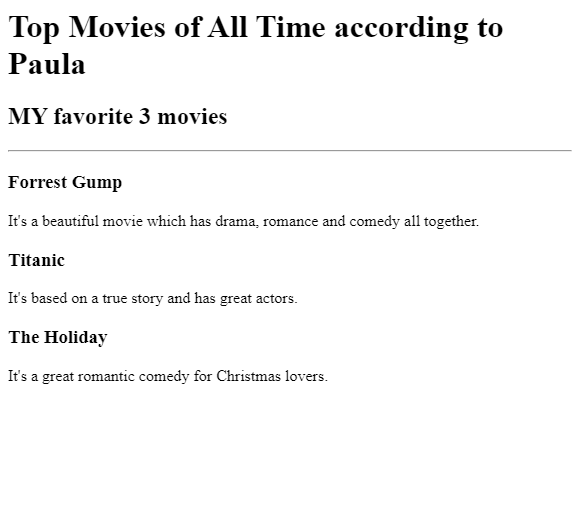 Top Movies of All Time according to
Paula
MY favorite 3 movies
Forrest Gump
It's a beautiful movie which has drama, romance and comedy all together.
Titanic
It's based on a true story and has great actors.
The Holiday
It's a great romantic comedy for Christmas lovers.